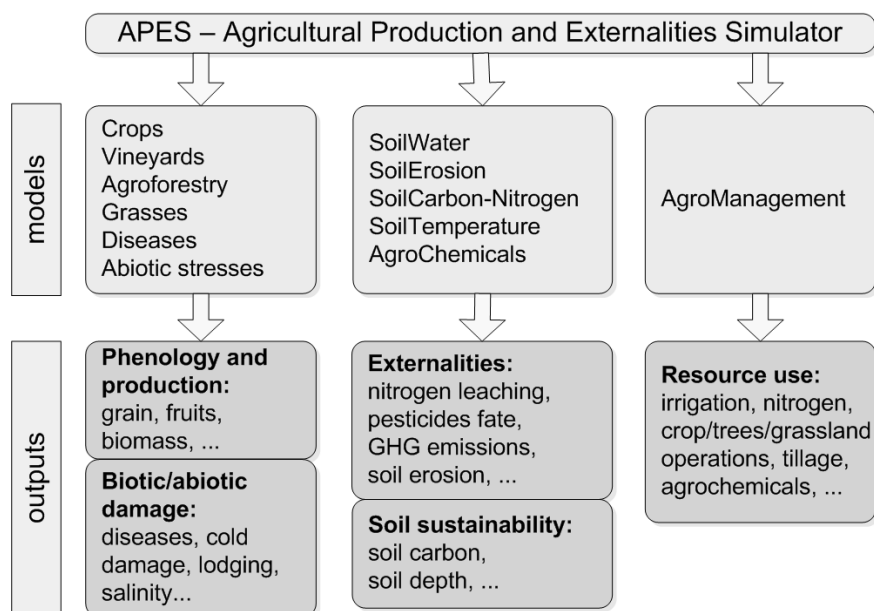 APES – Agricultural Production and Externalities Simulator
models
Crops
Vineyards
Agroforestry
Grasses
Diseases
Abiotic stresses
SoilWater
SoilErosion
SoilCarbon-Nitrogen
SoilTemperature
AgroChemicals
AgroManagement
outputs
Phenology and
production:
grain, fruits,
biomass, ...
Biotic/abiotic
damage:
diseases, cold
damage, lodging,
salinity...
Externalities:
nitrogen leaching,
pesticides fate,
GHG emissions,
soil erosion, ...
Soil sustainability:
soil carbon,
soil depth, ...
Resource use:
irrigation, nitrogen,
crop/trees/grassland
operations, tillage,
agrochemicals, ...